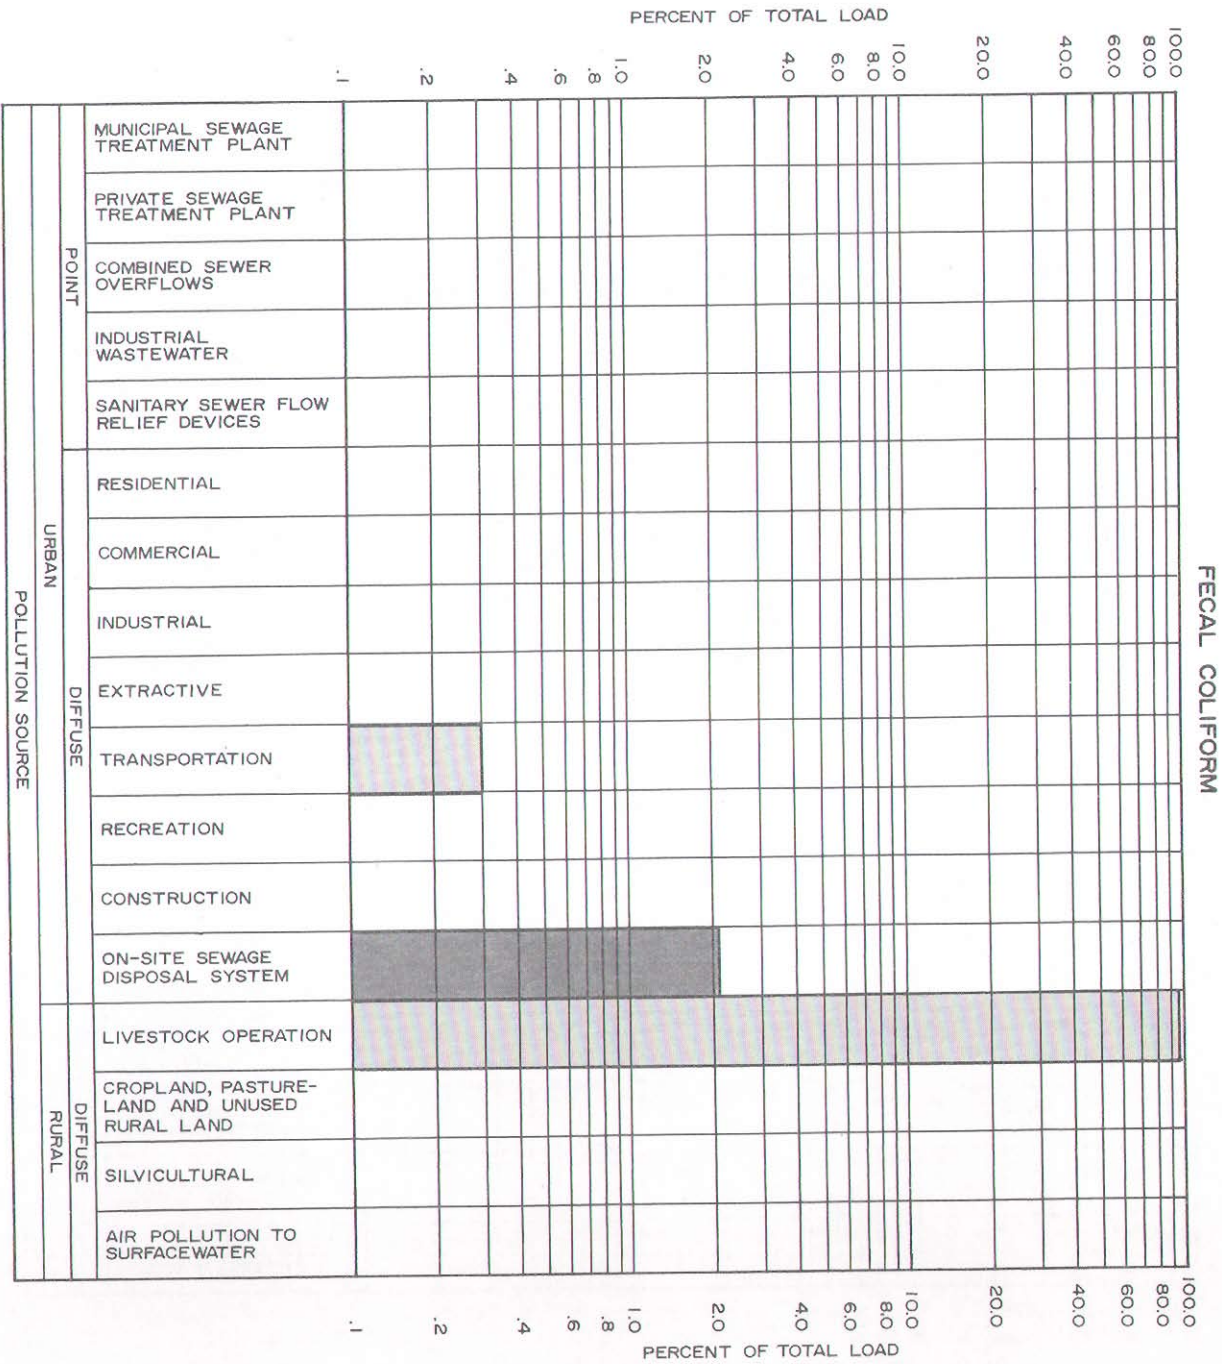 PERCENT OF TOTAL LOAD
.1 .2 .4 .6 .8 1.0 2.0 4.0 6.0 8.0 10.0 20.0 40.0 60.0 80.0 100.0
FECAL COLIFORM
POLLUTION SOURCE
URBAN
POINT
MUNICIPAL SEWAGE
TREATMENT PLANT
PRIVATE SEWAGE
TREATMENT PLANT
COMBINED SEWER
OVERFLOWS
INDUSTRIAL
WASTEWATER
SANITARY SEWER FLOW
RELIEF DEVICES
DIFFUSE
RESIDENTIAL
COMMERCIAL
INDUSTRIAL
EXTRACTIVE
TRANSPORTATION
RECREATION
CONSTRUCTION
ON-SITE SEWAGE
DISPOSAL SYSTEM
RURAL
DIFFUSE
LIVESTOCK OPERATION
CROPLAND, PASTURE-
LAND AND UNUSED
RURAL LAND
SILVICULTURAL
AIR POLLUTION TO
SURFACEWATER
.1 .2 .4 .6 .8 1.0 2.0 4.0 6.0 8.0 10.0 20.0 40.0 60.0 80.0 100.0
PERCENT OF TOTAL LOAD